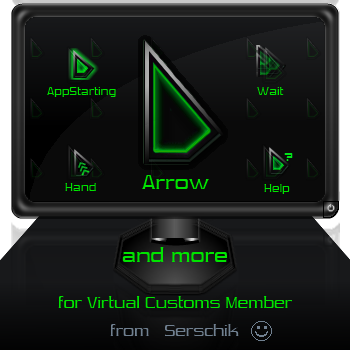 AppStarting
Wait
Hand
Arrow
Help
and more
for Virtual Customs Member
from Serschik